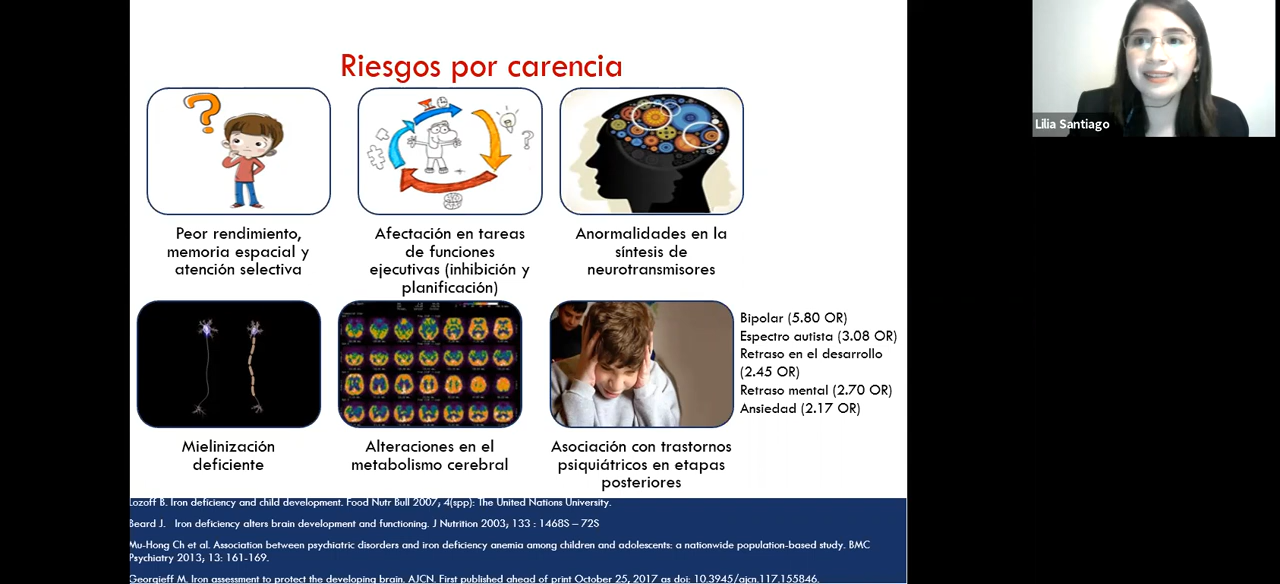 Riesgos por carencia
Peor rendimiento,
memoria espacial y
atención selectiva
Afectación en tareas
de funciones
ejecutivas (inhibición y
planificación)
Anormalidades en la
síntesis de
neurotransmisores
Mielinización
deficiente
Alteraciones en el
metabolismo cerebral
Asociación con trastornos
psiquiátricos en etapas
posteriores
Bipolar (5.80 OR)
Espectro autista (3.08 OR)
Retraso en el desarrollo
(2.45 OR)
Retraso mental (2.70 OR)
Ansiedad (2.17 OR)
Lozoff B. Iron deficiency and child development. Food Nutr Bull 2007; 4(spp): The United Nations University.
Beard J. Iron deficiency alters brain development and functioning. J Nutrition 2003; 133 : 1468S – 72S
Mu-Hong Ch et al. Association between psychiatric disorders and iron deficiency anemia among children and adolescents: a nationwide population-based study. BMC
Psychiatry 2013; 13: 161-169.
Georgieff M. Iron assessment to protect the developing brain. AJCN. First published ahead of print October 25, 2017 as doi: 10.3945/ajcn.117.155846.
Lilia Santiago